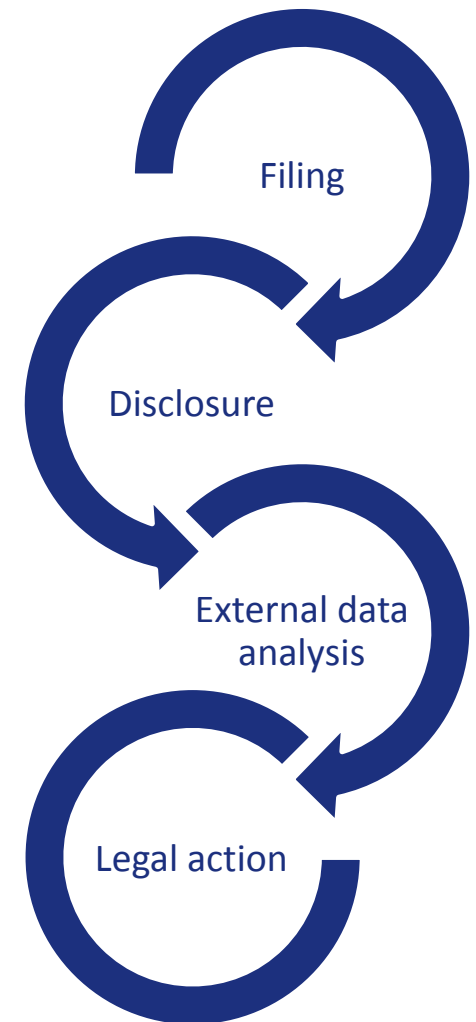 Filing
Disclosure
External data
analysis
Legal action